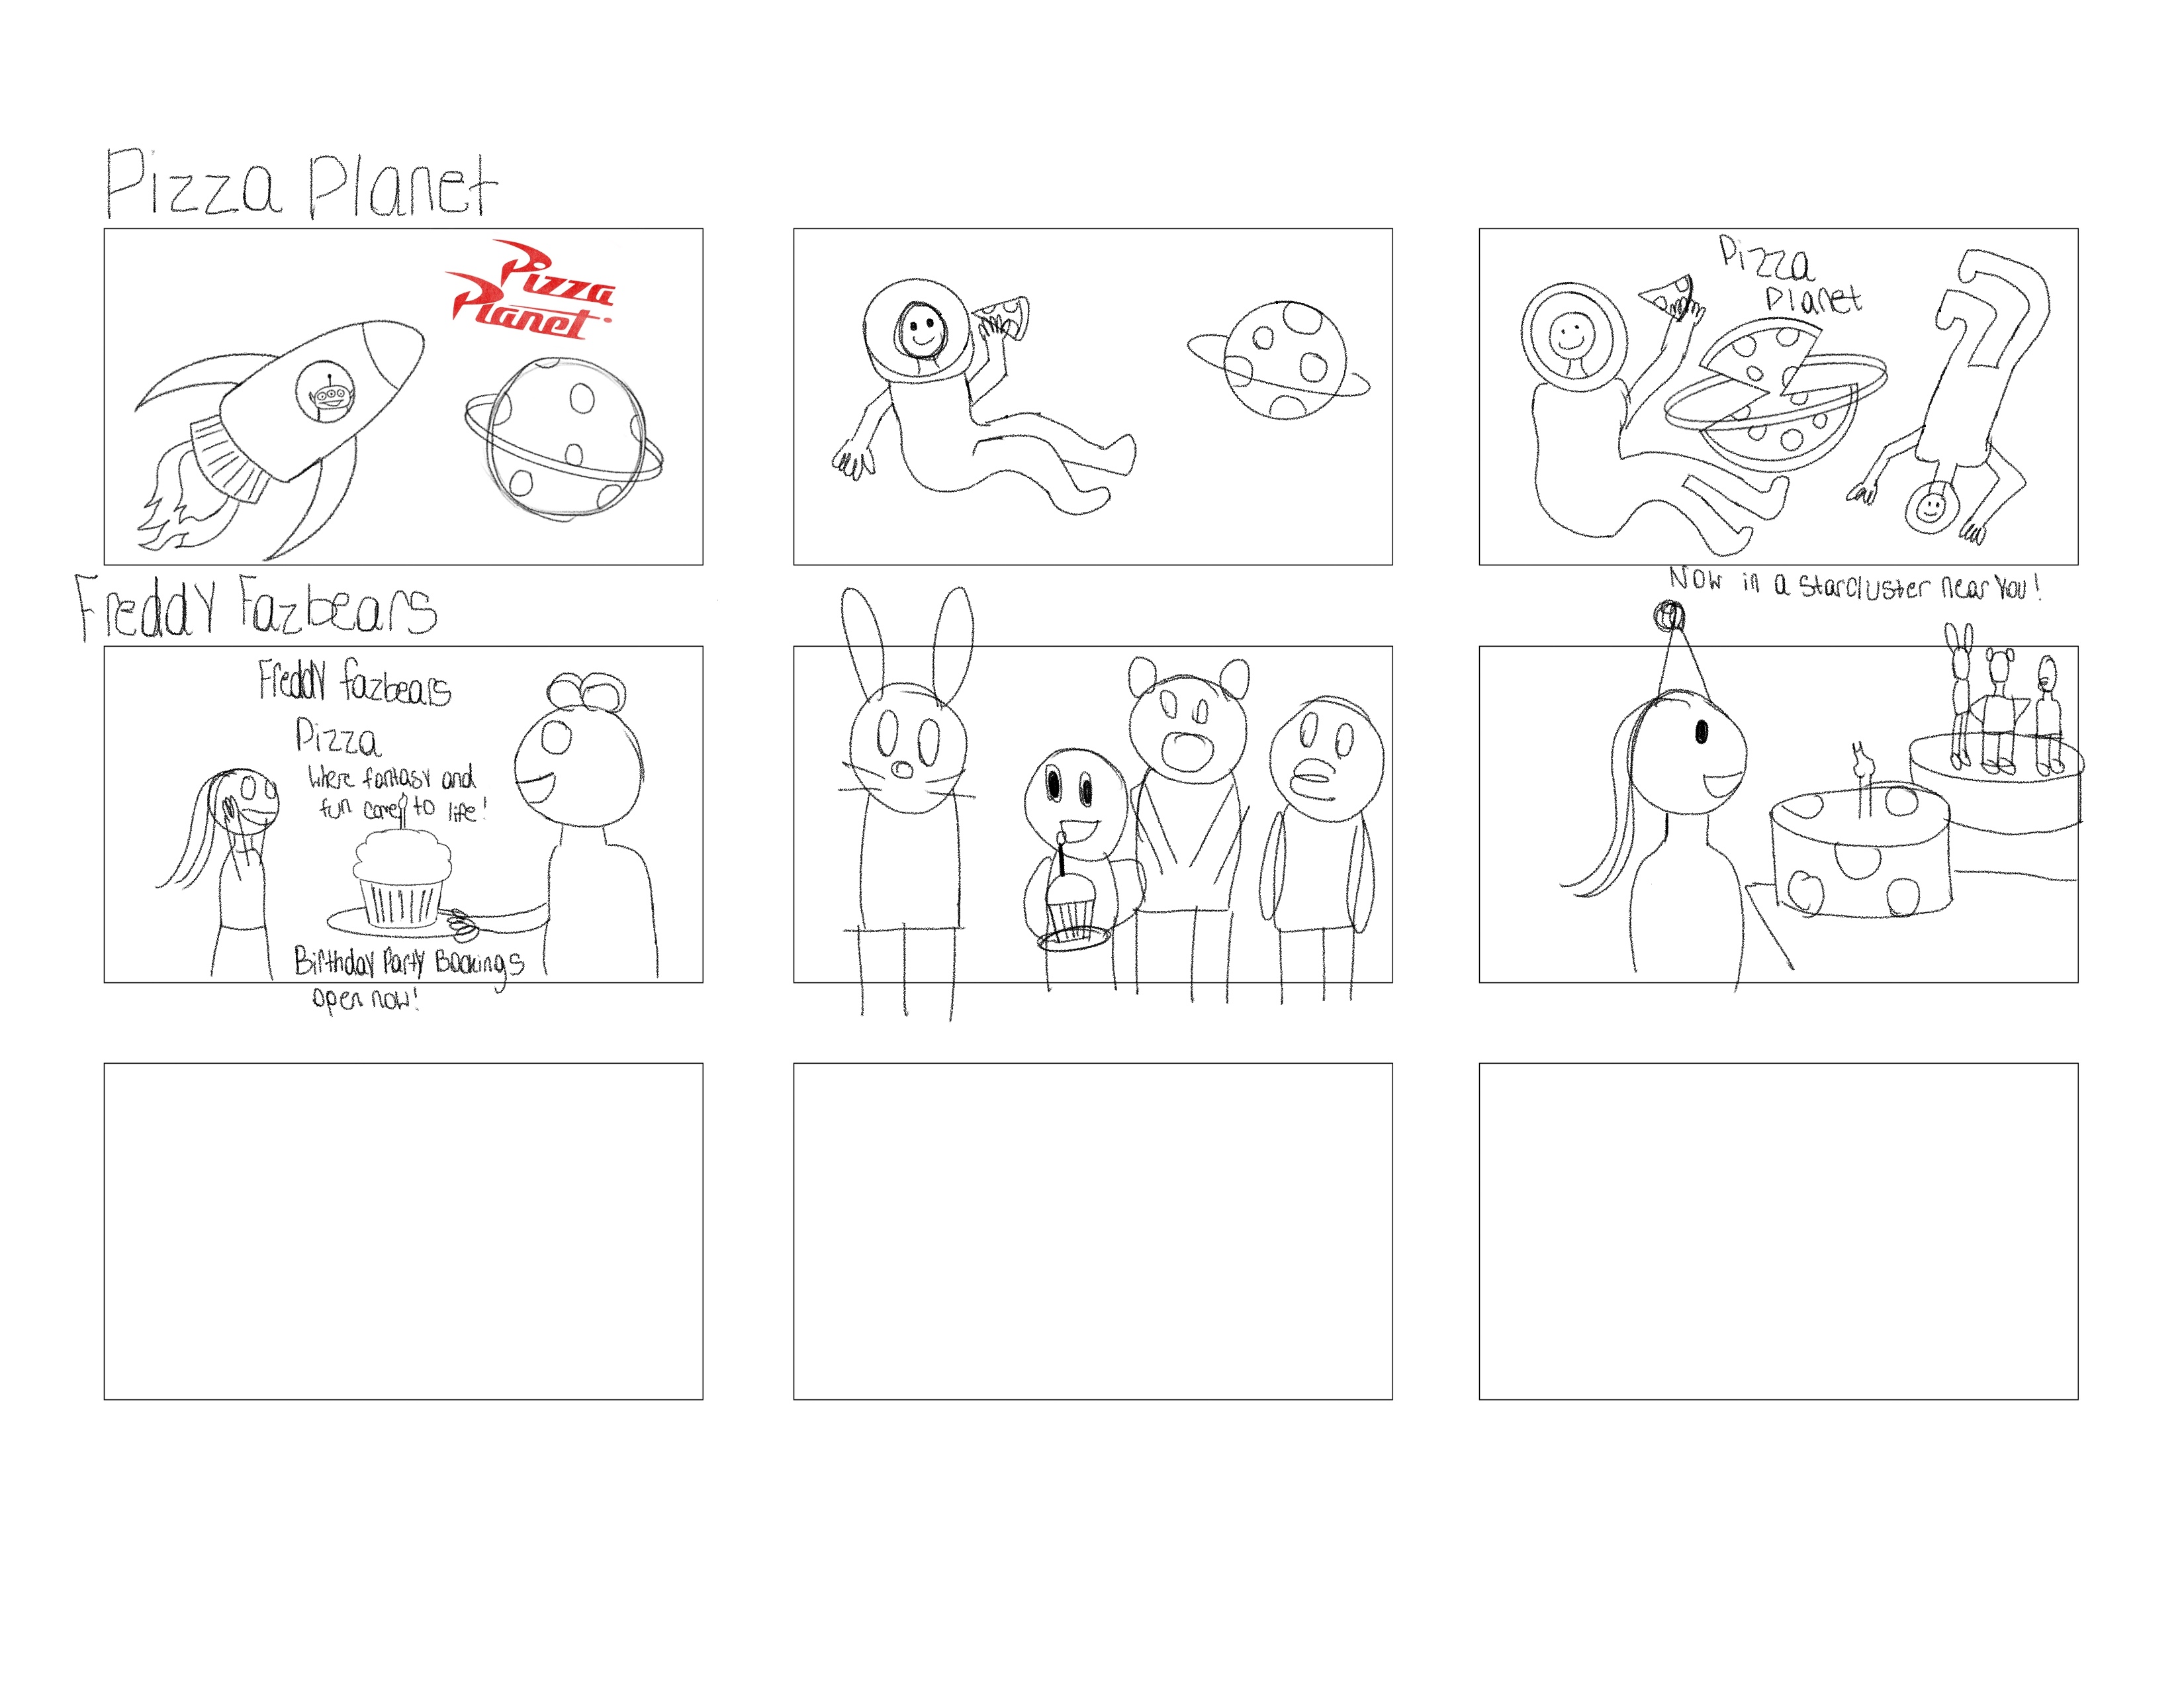 Pizza Planet
Pizza
Planet
Pizza
Planet
Now in a starcluster near you!
Freddy Fazbears
Freddy fazbears
Pizza
Where fantasy and
fun come to life!
Birthday Party Bookings
open now!